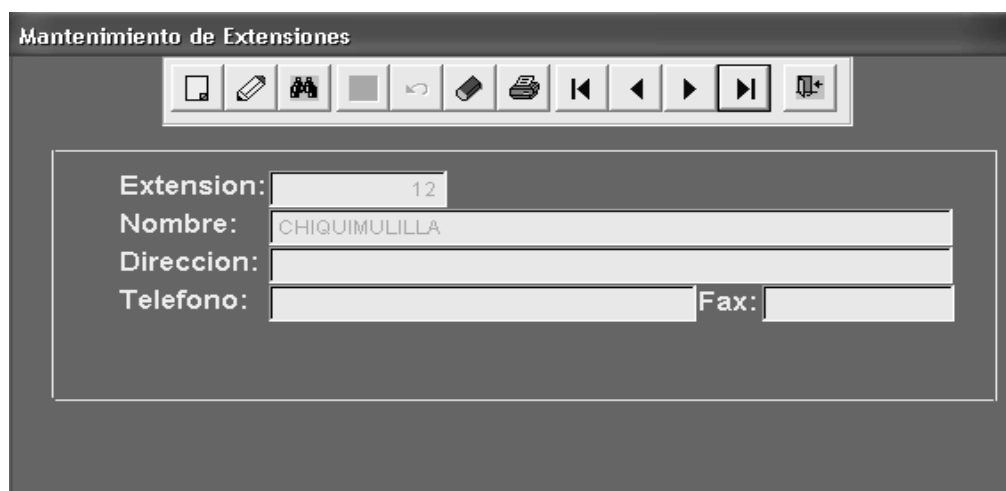 Mantenimiento de Extensiones
Extension: 12
Nombre: CHIQUIMULILLA
Direccion:
Telefono: Fax: